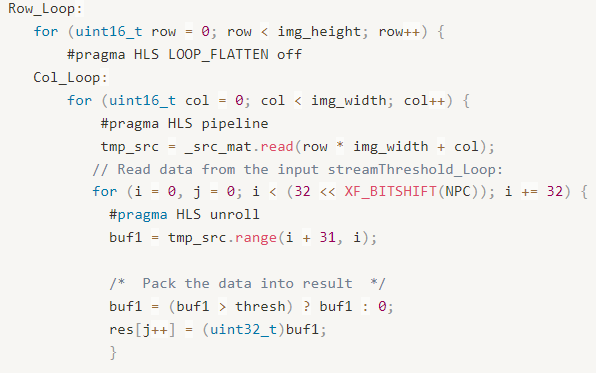 Row_Loop:
for (uint16_t row = 0; row < img_height; row++) {
#pragma HLS LOOP_FLATTEN off
Col_Loop:
for (uint16_t col = 0; col < img_width; col++) {
#pragma HLS pipeline
tmp_src = _src_mat.read(row * img_width + col);
// Read data from the input streamThreshold_Loop:
for (i = 0, j = 0; i < (32 << XF_BITSHIFT(NPC)); i += 32) {
#pragma HLS unroll
buf1 = tmp_src.range(i + 31, i);
/*  Pack the data into result  */
buf1 = (buf1 > thresh) ? buf1 : 0;
res[j++] = (uint32_t)buf1;
}